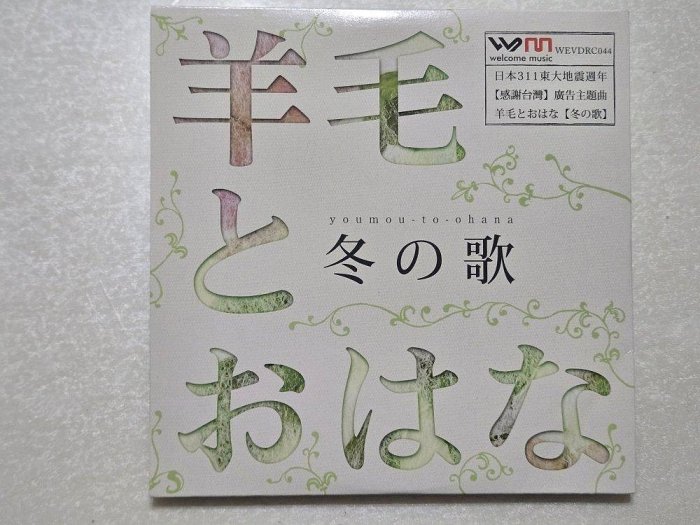 羊毛
と
おはな
youmou-to-ohana
冬の歌
wm WEVDRC044
welcome music
日本311東大地震週年
【感謝台灣】廣告主題曲
羊毛とおはな【冬の歌】